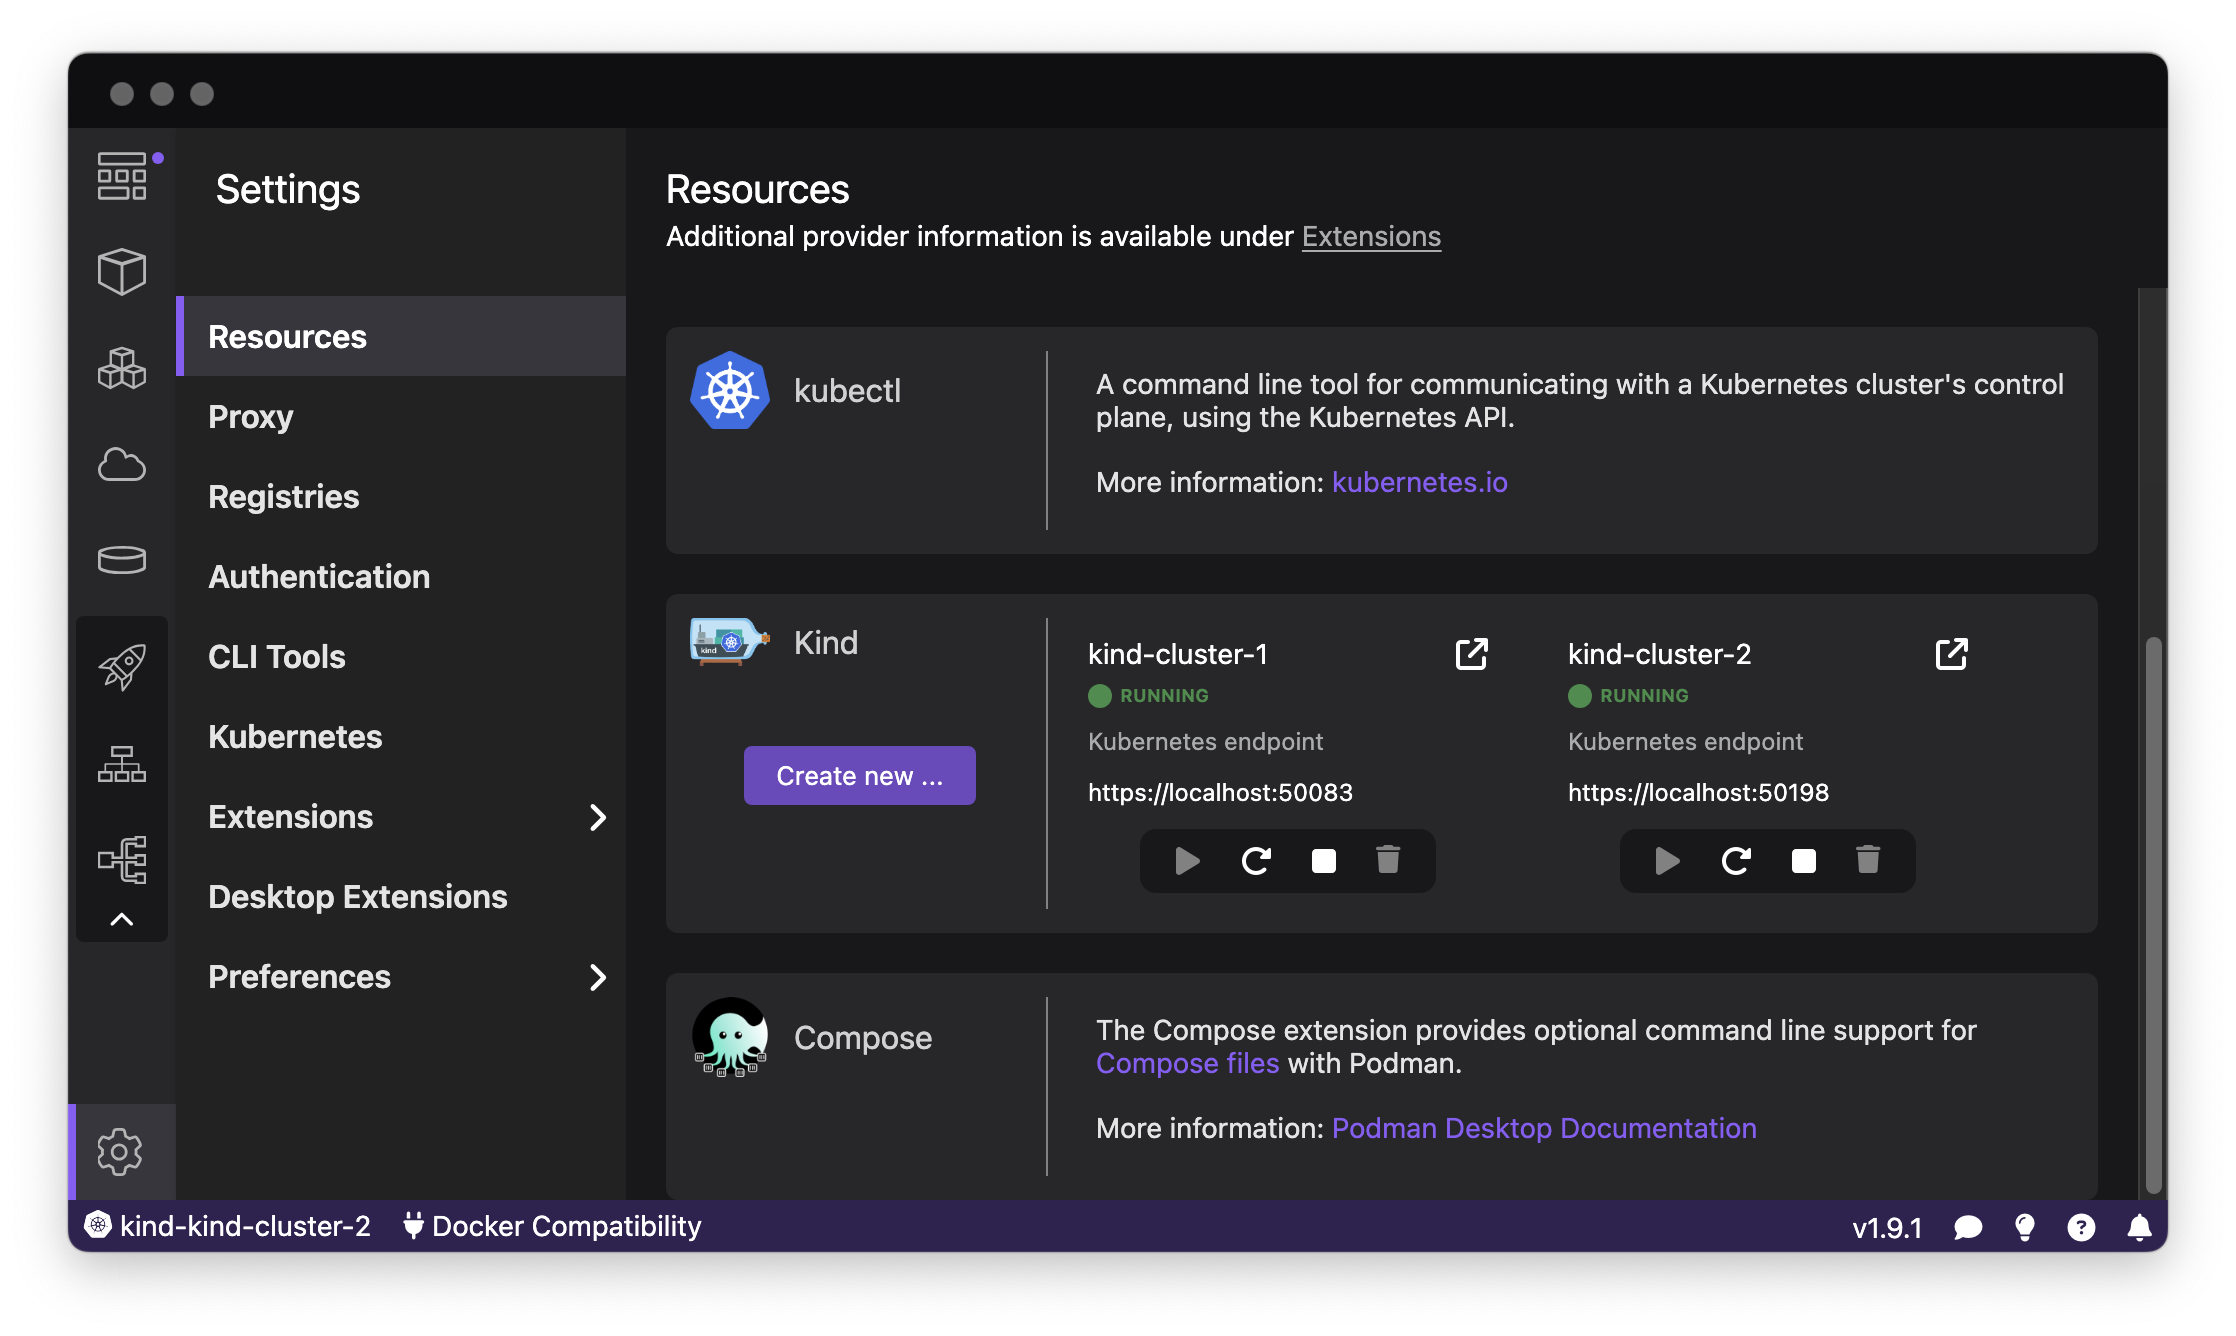 Settings
Resources
Proxy
Registries
Authentication
CLI Tools
Kubernetes
Extensions
Desktop Extensions
Preferences
Resources
Additional provider information is available under Extensions
kubectl
A command line tool for communicating with a Kubernetes cluster's control
plane, using the Kubernetes API.
More information: kubernetes.io
kind
Kind
Create new ...
kind-cluster-1
RUNNING
Kubernetes endpoint
https://localhost:50083
kind-cluster-2
RUNNING
Kubernetes endpoint
https://localhost:50198
Compose
The Compose extension provides optional command line support for
Compose files with Podman.
More information: Podman Desktop Documentation
kind-kind-cluster-2
Docker Compatibility
v1.9.1